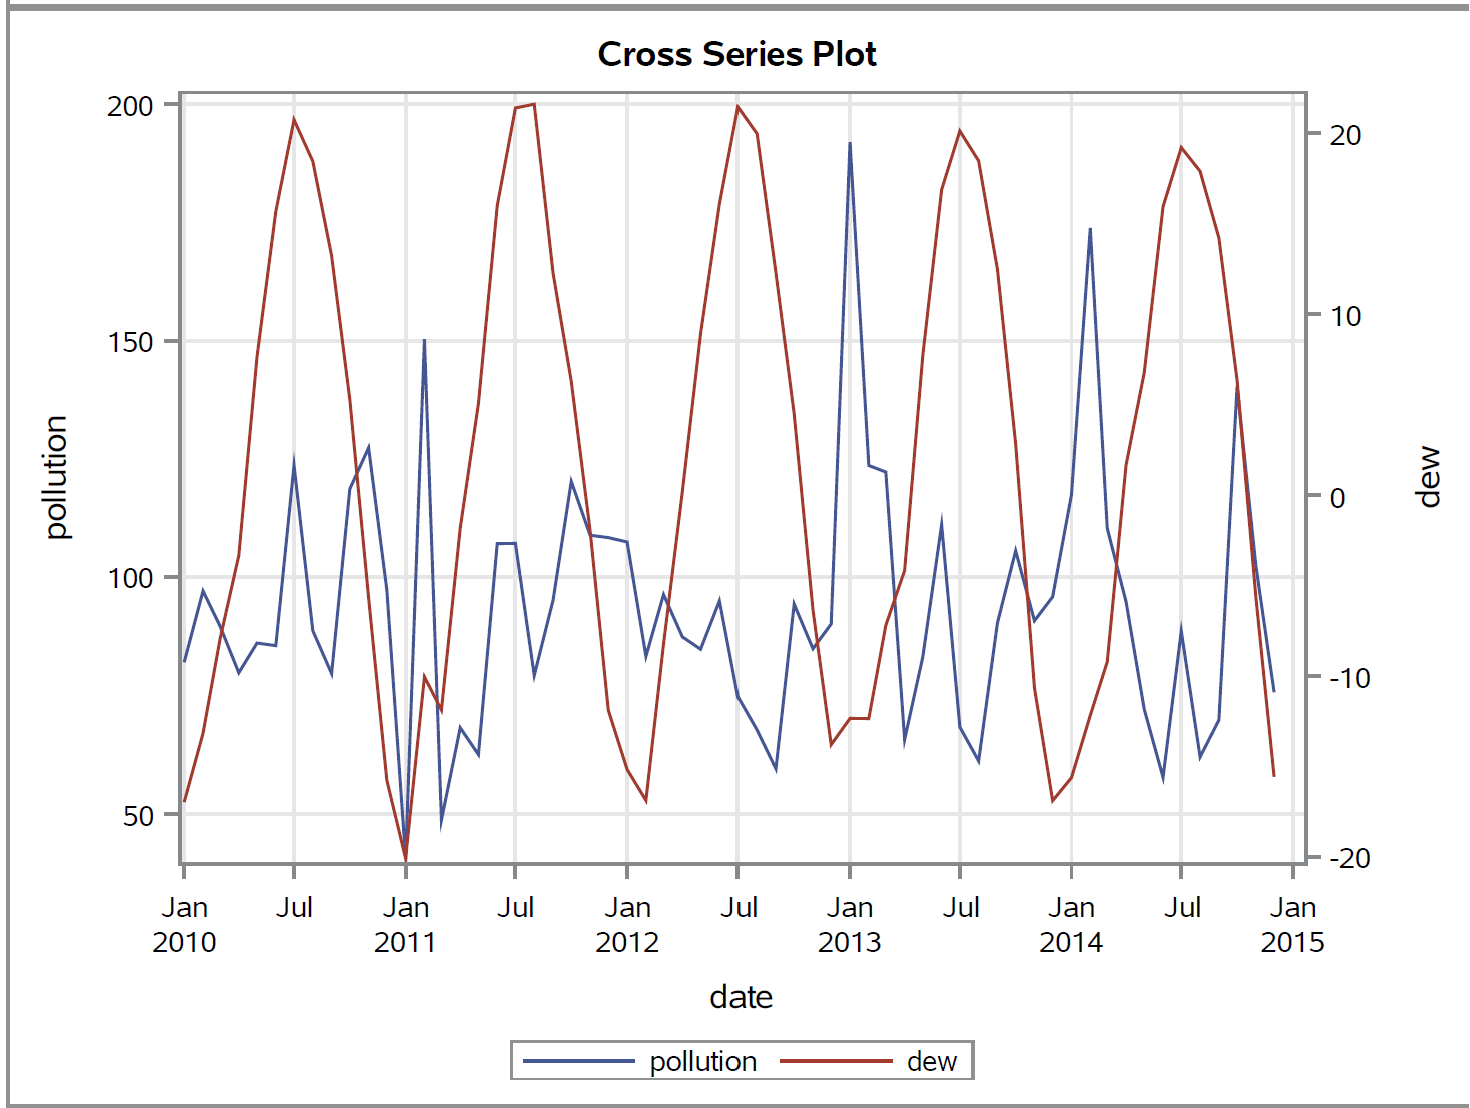 Cross Series Plot
200
150
100
50
pollution
20
10
0
-10
-20
dew
Jan Jul Jan Jul Jan Jul Jan Jul Jan Jul Jan
2010 2011 2012 2013 2014 2015
date
pollution dew